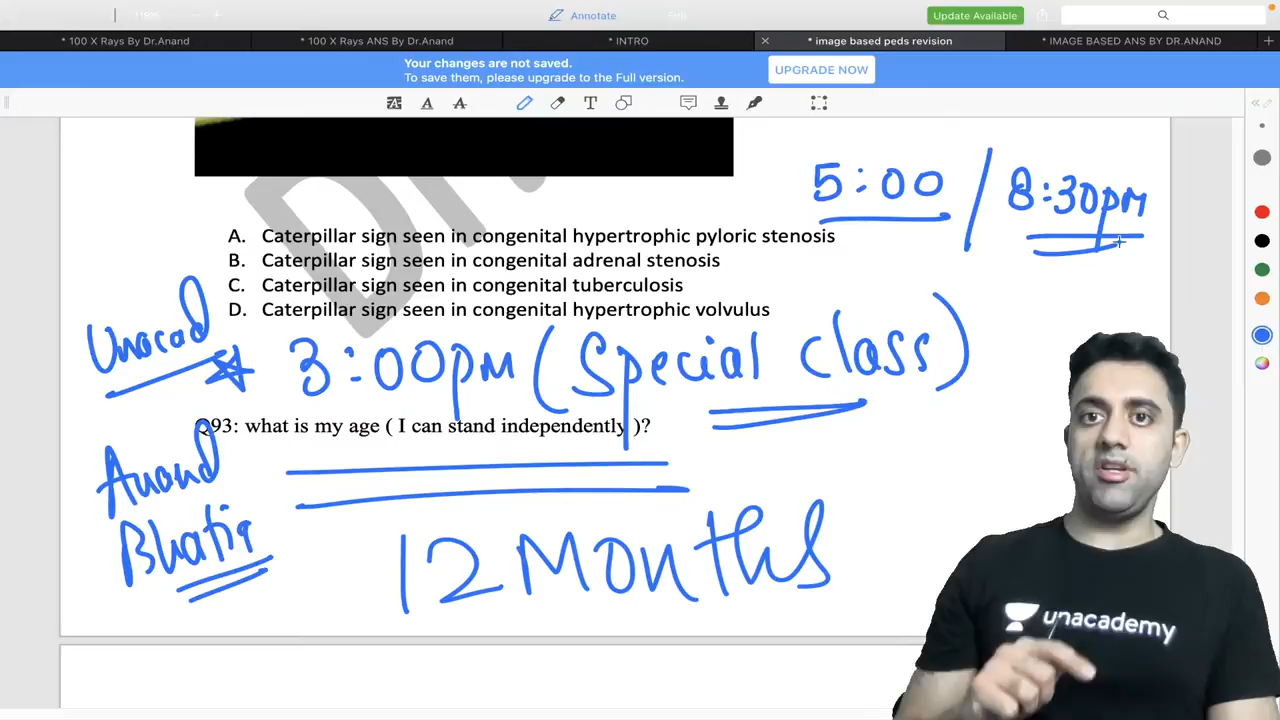 Annotate
Update Available
* 100 X Rays By Dr.Anand
* 100 X Rays ANS By Dr.Anand
* INTRO
* image based peds revision
* IMAGE BASED ANS BY DR.ANAND
Your changes are not saved.
To save them, please upgrade to the Full version.
UPGRADE NOW
5:00 / 8:30pm
A. Caterpillar sign seen in congenital hypertrophic pyloric stenosis
B. Caterpillar sign seen in congenital adrenal stenosis
C. Caterpillar sign seen in congenital tuberculosis
D. Caterpillar sign seen in congenital hypertrophic volvulus
Unacad
3:00pm (Special class)
Q93: what is my age ( I can stand independently )?
Anand
Bhatia
12 Months
unacademy